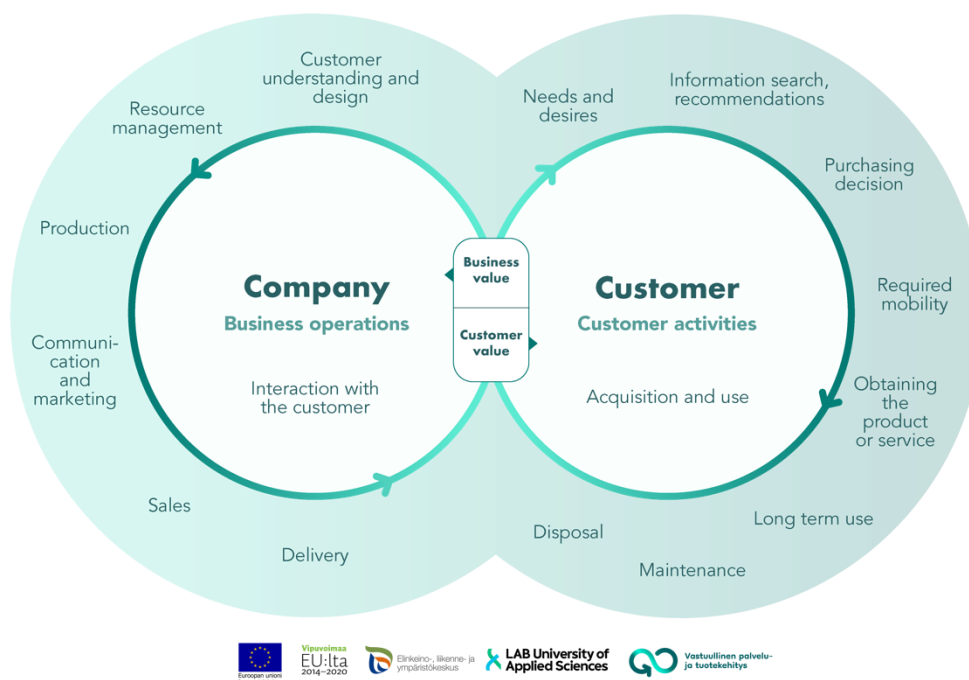 Customer
understanding and
design
Resource
management
Production
Communi-
cation
and
marketing
Sales
Delivery
Company
Business operations
Interaction with
the customer
Business
value
Customer
value
Needs and
desires
Information search,
recommendations
Purchasing
decision
Required
mobility
Obtaining
the
product
or service
Long term use
Maintenance
Disposal
Customer
Customer activities
Acquisition and use
Euroopan unioni
Vipuvoimaa
EU:lta
2014–2020
Elinkeino-, liikenne- ja
ympäristökeskus
LAB University of
Applied Sciences
Vastuullinen palvelu-
ja tuotekehitys